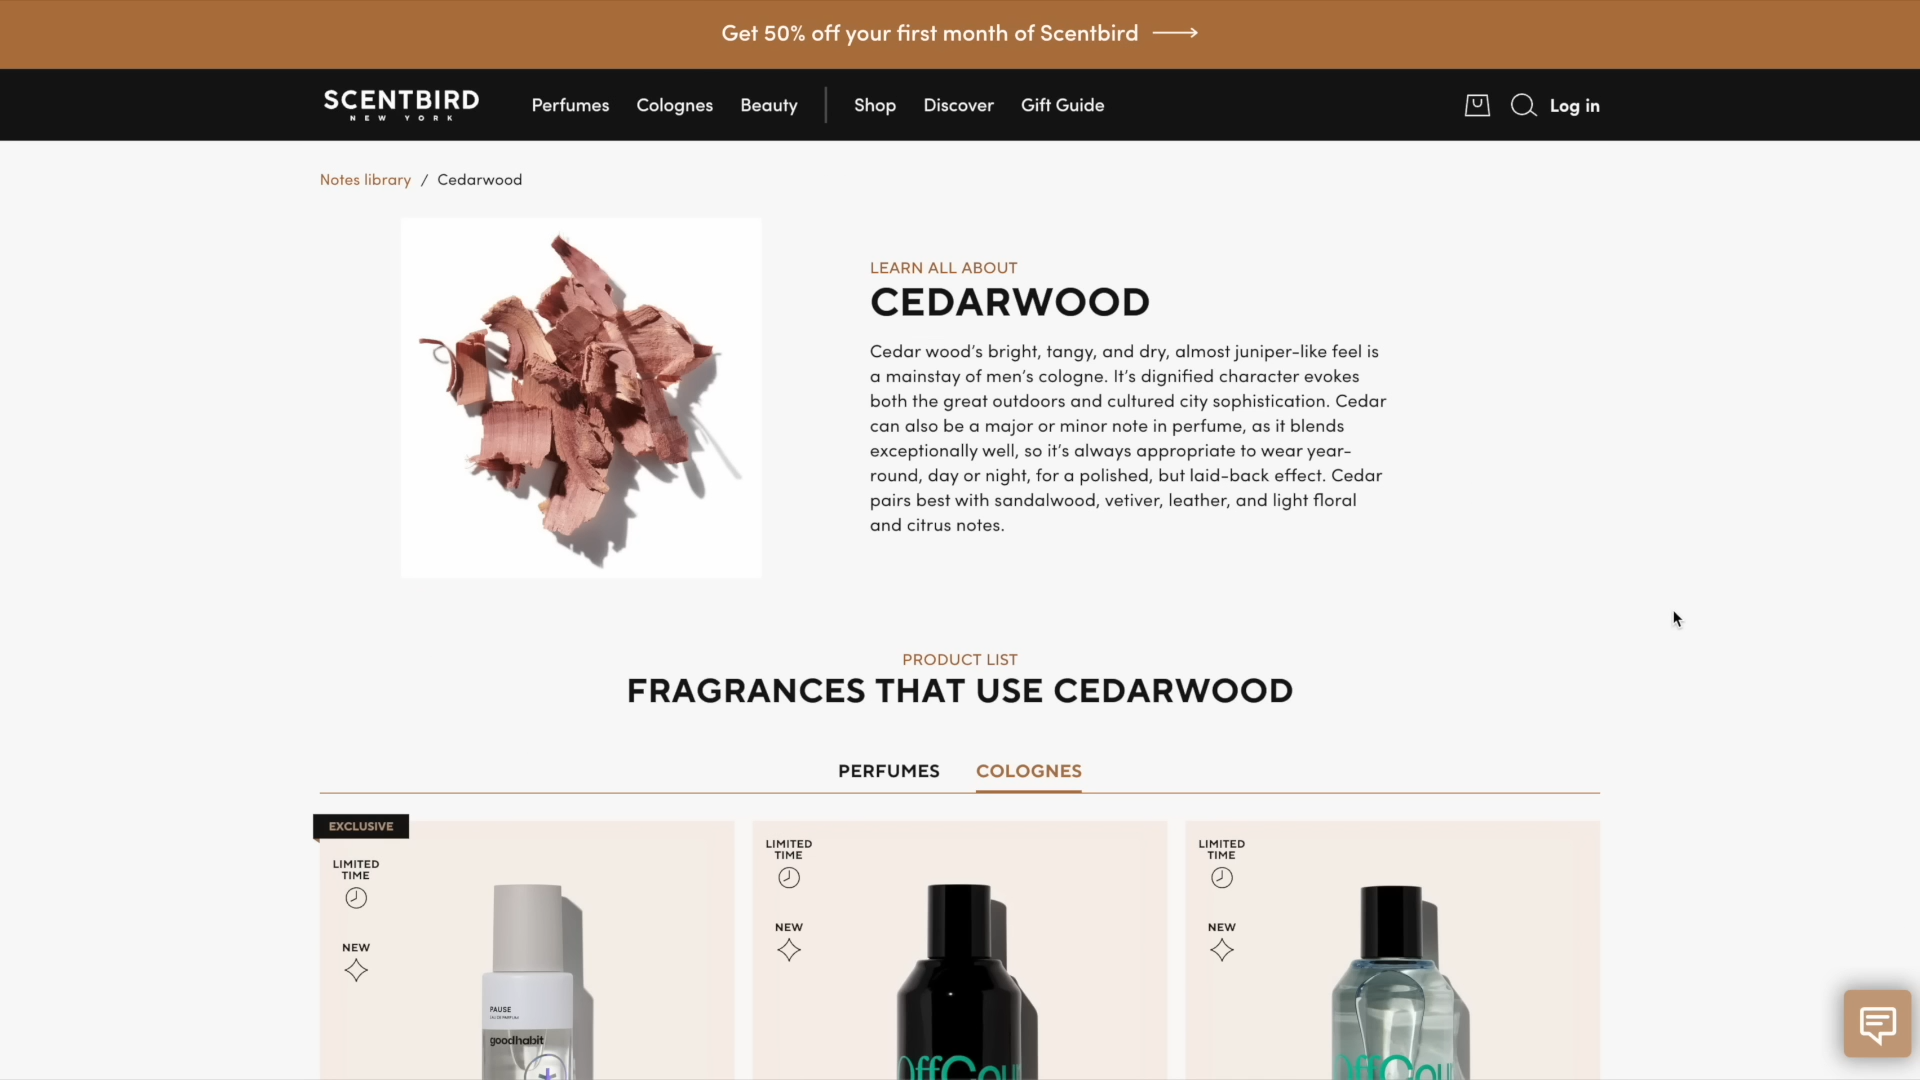 Get 50% off your first month of Scentbird
SCENTBIRD
NEW YORK
Perfumes
Colognes
Beauty
Shop
Discover
Gift Guide
Log in
Notes library / Cedarwood
LEARN ALL ABOUT
CEDARWOOD
Cedar wood's bright, tangy, and dry, almost juniper-like feel is
a mainstay of men's cologne. It's dignified character evokes
both the great outdoors and cultured city sophistication. Cedar
can also be a major or minor note in perfume, as it blends
exceptionally well, so it's always appropriate to wear year-
round, day or night, for a polished, but laid-back effect. Cedar
pairs best with sandalwood, vetiver, leather, and light floral
and citrus notes.
PRODUCT LIST
FRAGRANCES THAT USE CEDARWOOD
PERFUMES
COLOGNES
EXCLUSIVE
LIMITED
TIME
NEW
PAUSE
goodhabit
LIMITED
TIME
NEW
OffCou
LIMITED
TIME
NEW
OffCou